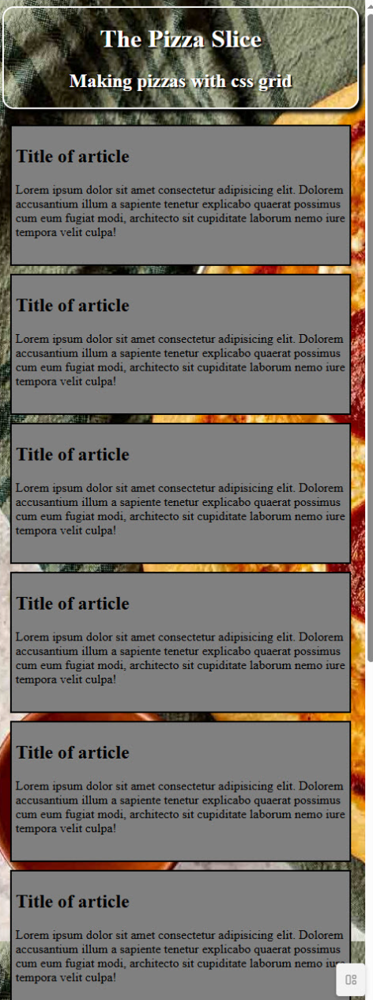 The Pizza Slice
Making pizzas with css grid
Title of article
Lorem ipsum dolor sit amet consectetur adipisicing elit. Dolorem
accusantium illum a sapiente tenetur explicabo quaerat possimus
cum eum fugiat modi, architecto sit cupiditate laborum nemo iure
tempora velit culpa!
Title of article
Lorem ipsum dolor sit amet consectetur adipisicing elit. Dolorem
accusantium illum a sapiente tenetur explicabo quaerat possimus
cum eum fugiat modi, architecto sit cupiditate laborum nemo iure
tempora velit culpa!
Title of article
Lorem ipsum dolor sit amet consectetur adipisicing elit. Dolorem
accusantium illum a sapiente tenetur explicabo quaerat possimus
cum eum fugiat modi, architecto sit cupiditate laborum nemo iure
tempora velit culpa!
Title of article
Lorem ipsum dolor sit amet consectetur adipisicing elit. Dolorem
accusantium illum a sapiente tenetur explicabo quaerat possimus
cum eum fugiat modi, architecto sit cupiditate laborum nemo iure
tempora velit culpa!
Title of article
Lorem ipsum dolor sit amet consectetur adipisicing elit. Dolorem
accusantium illum a sapiente tenetur explicabo quaerat possimus
cum eum fugiat modi, architecto sit cupiditate laborum nemo iure
tempora velit culpa!
Title of article
Lorem ipsum dolor sit amet consectetur adipisicing elit. Dolorem
accusantium illum a sapiente tenetur explicabo quaerat possimus
cum eum fugiat modi, architecto sit cupiditate laborum nemo iure
tempora velit culpa!